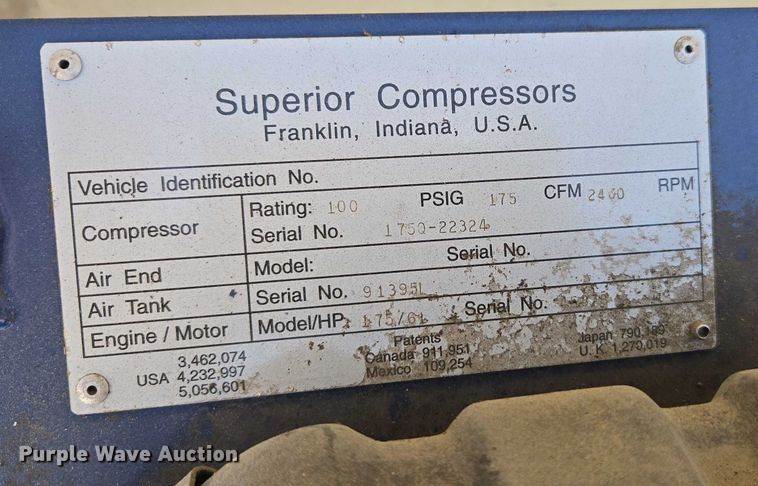 Superior Compressors
Franklin, Indiana, U.S.A.
Vehicle Identification No.
Compressor
Rating: 100 PSIG 175 CFM 2400 RPM
Serial No. 175Q-22324
Air End
Model: Serial No.
Air Tank
Serial No. 91395L
Engine / Motor
Model/HP: 175/61 Serial No.
Patents
USA 3,462,074
4,232,997
5,056,601
Canada 911,951
Mexico 109,254
Japan 790,189
U.K 1,270,019
Purple Wave Auction